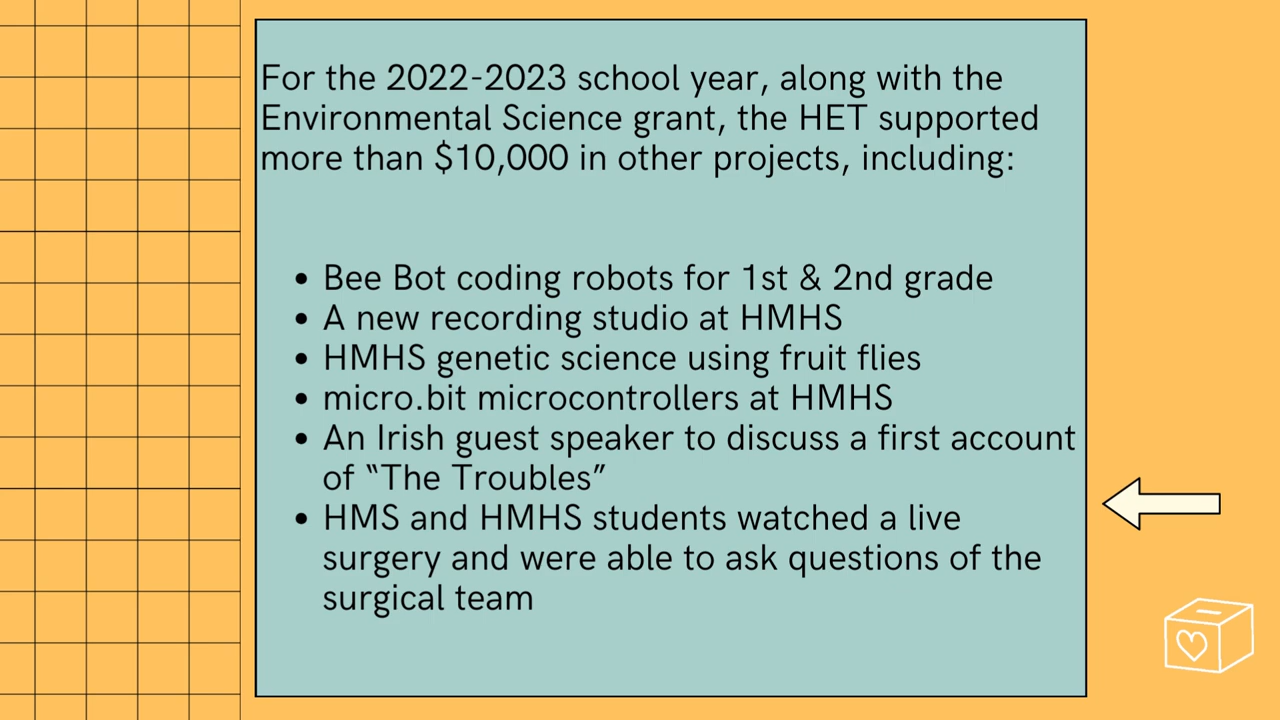 For the 2022-2023 school year, along with the
Environmental Science grant, the HET supported
more than $10,000 in other projects, including:
• Bee Bot coding robots for 1st & 2nd grade
• A new recording studio at HMHS
• HMHS genetic science using fruit flies
• micro.bit microcontrollers at HMHS
• An Irish guest speaker to discuss a first account
of “The Troubles”
• HMS and HMHS students watched a live
surgery and were able to ask questions of the
surgical team